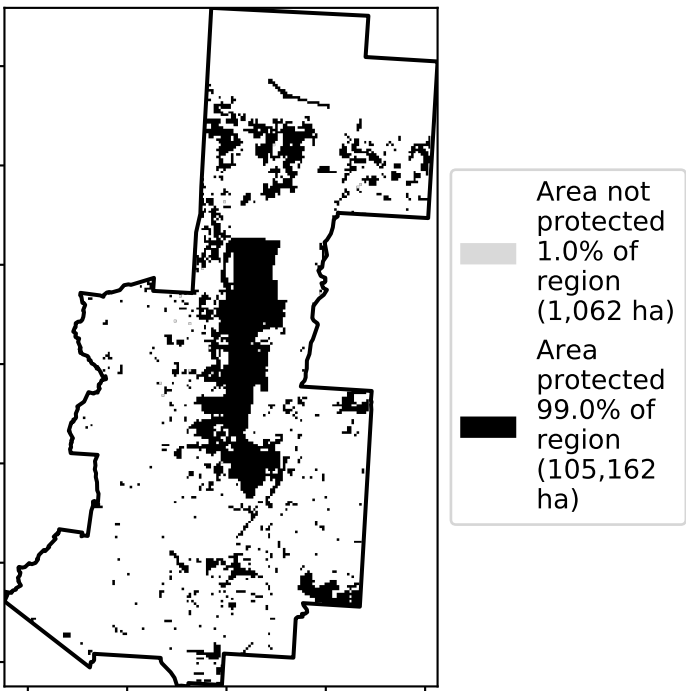 Area not
protected
1.0% of
region
(1,062 ha)
Area
protected
99.0% of
region
(105,162
ha)